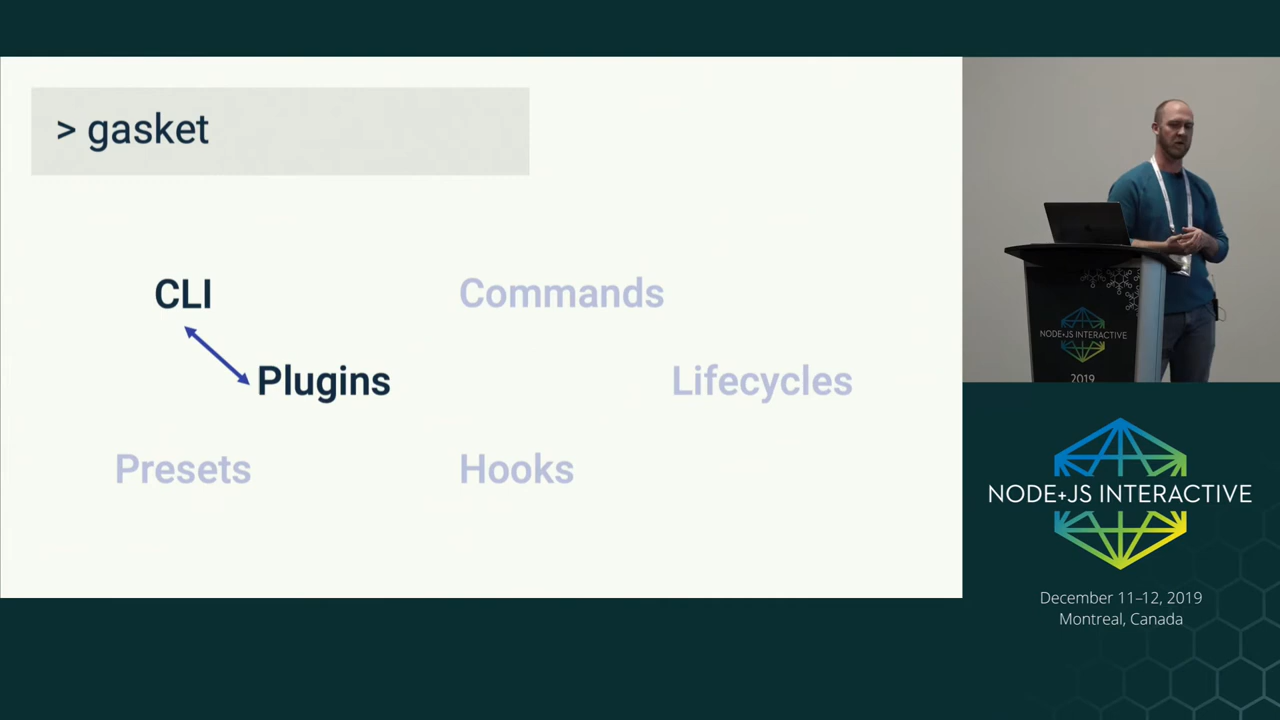 > gasket
CLI
Commands
Plugins
Lifecycles
Presets
Hooks
NODE+JS INTERACTIVE
2019
NODE+JS INTERACTIVE
December 11–12, 2019
Montreal, Canada